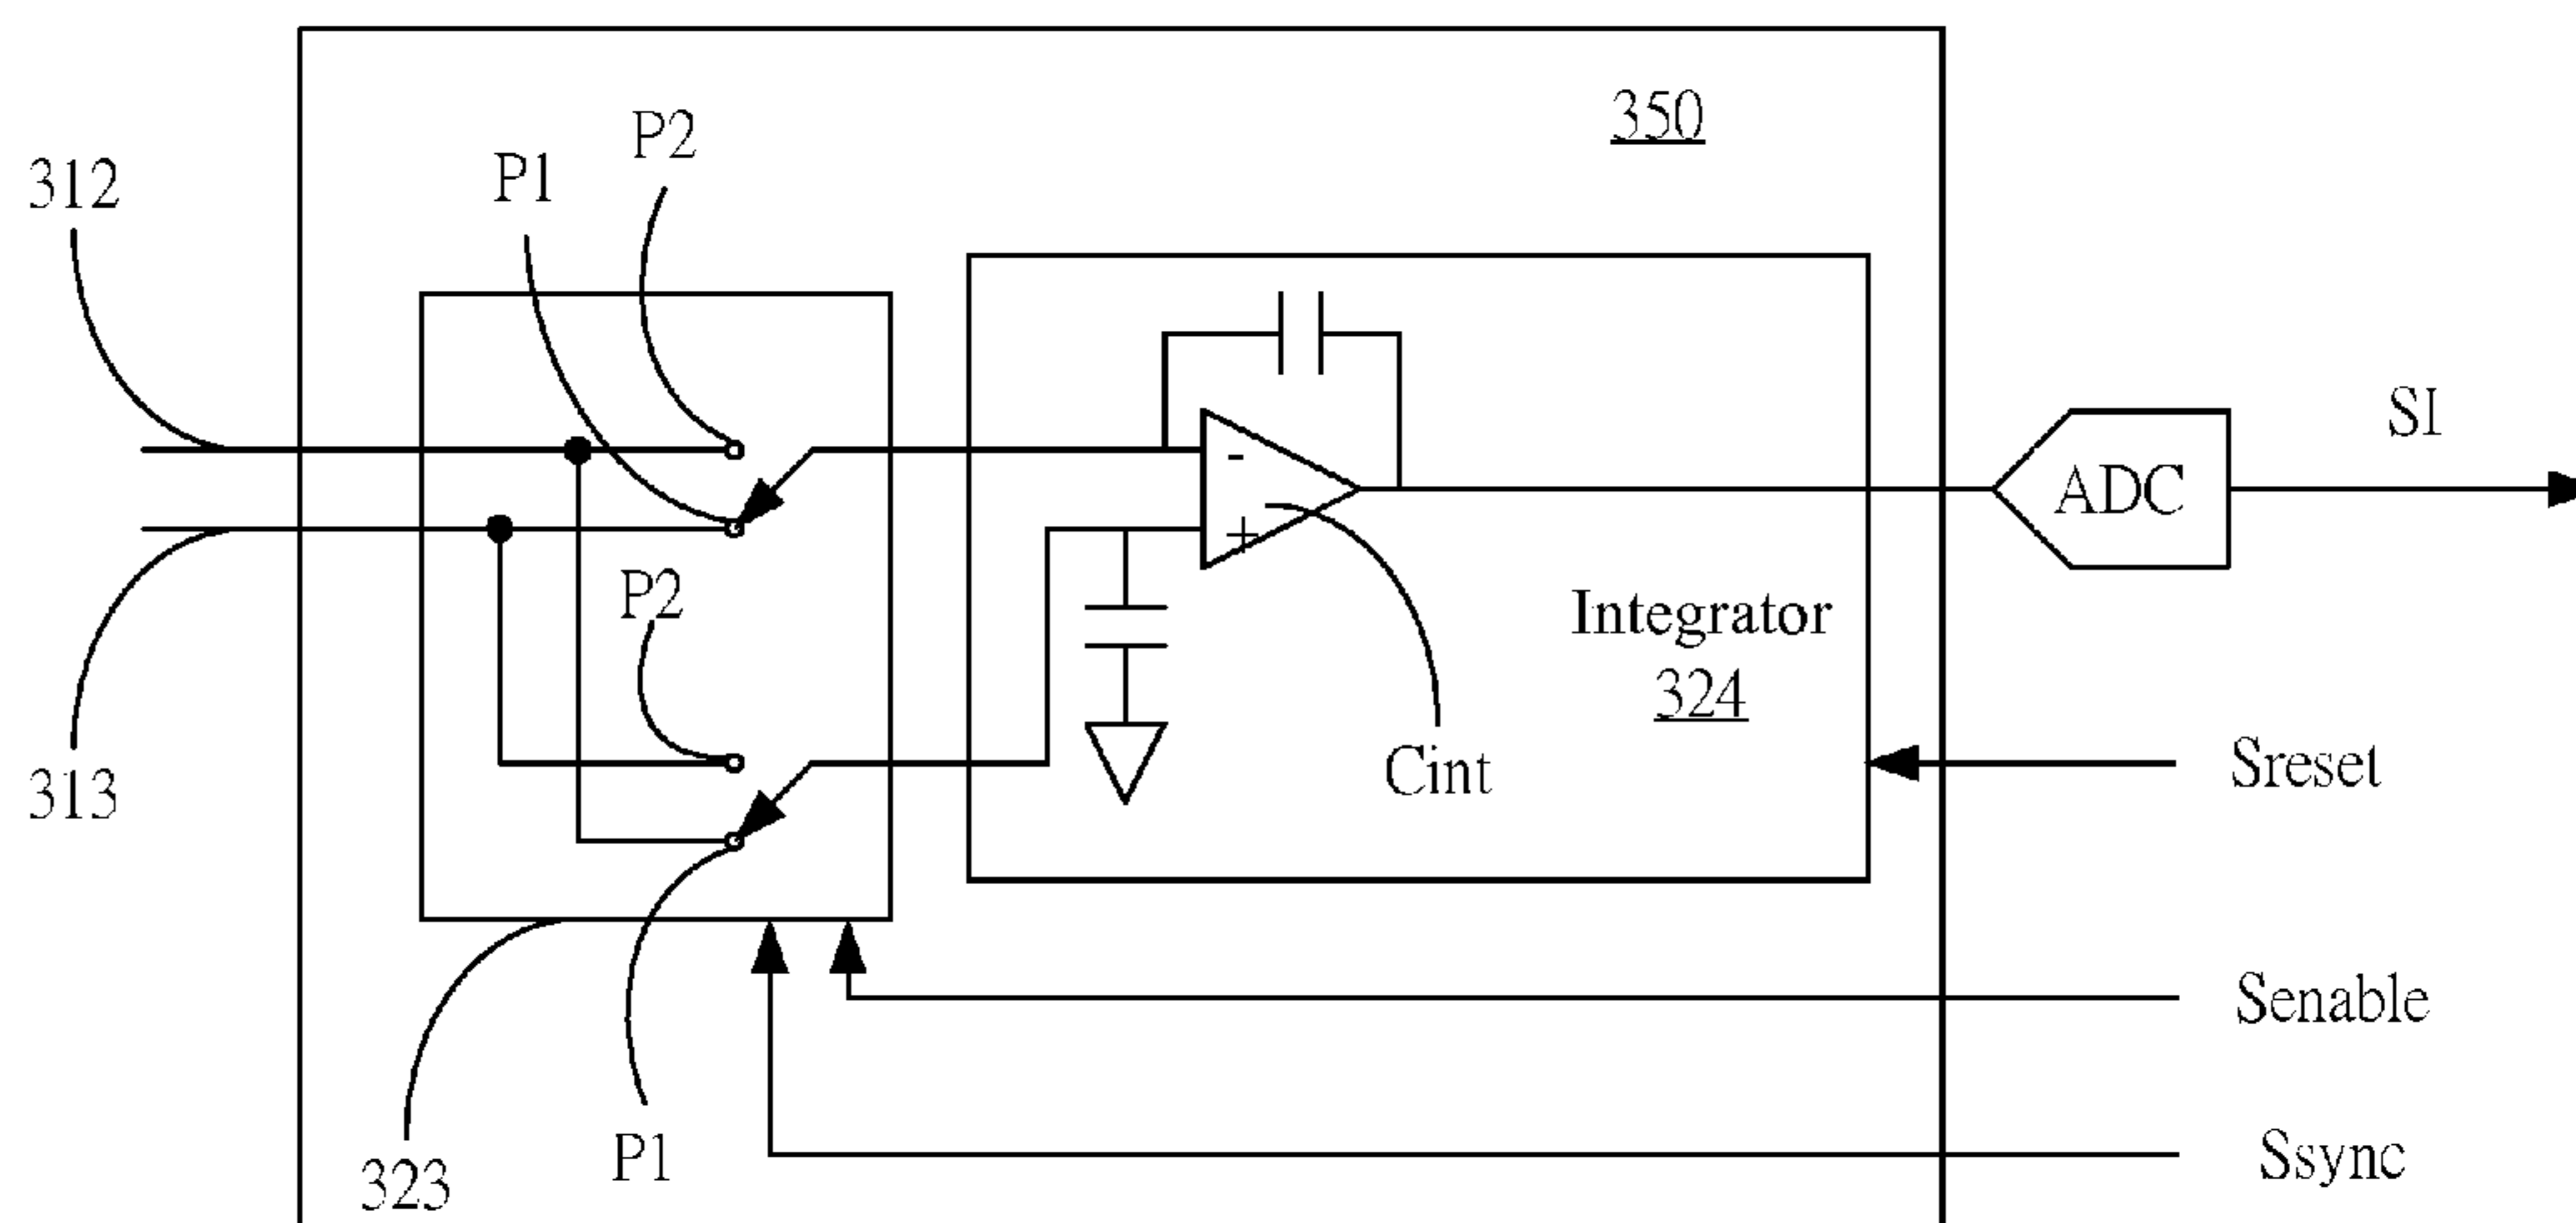 350
P2
P1
312
SI
ADC
-
+
P2
Integrator
324
313
Cint
Sreset
Senable
P1
Ssync
323